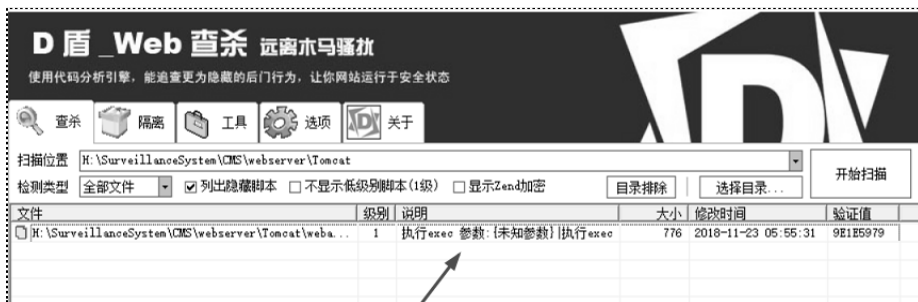 D盾_Web查杀 远离木马骚扰
使用代码分析引擎，能追查更为隐藏的后门行为，让你网站运行于安全状态
查杀 隔离 工具 选项 关于
扫描位置 H:\SurveillanceSystem\CMS\webserver\Tomcat
开始扫描
检测类型 全部文件 列出隐藏脚本 不显示低级别脚本(1级) 显示Zend加密 目录排除 选择目录...
文件 级别 说明 大小 修改时间 验证值
H:\SurveillanceSystem\CMS\webserver\Tomcat\weba... 1 执行exec 参数:{未知参数}|执行exec 776 2018-11-23 05:55:31 9E1E5979